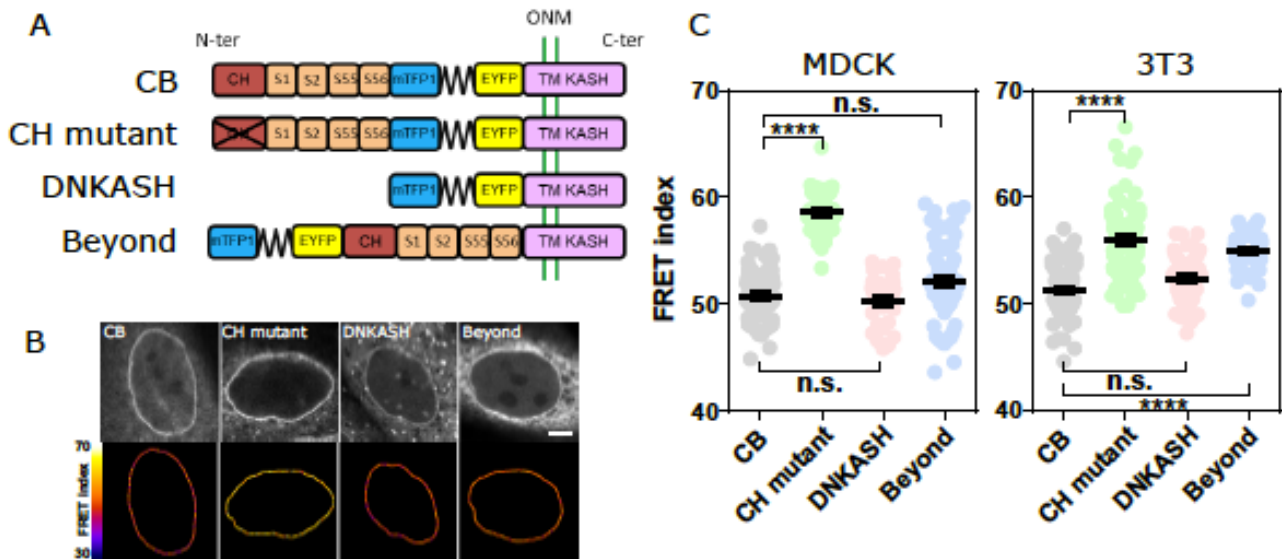 A
ONM
N-ter
C-ter
CB
CH S1 S2 S55 S56 mTFP1 EYFP TM KASH
CH mutant
CH S1 S2 S55 S56 mTFP1 EYFP TM KASH
DNKASH
mTFP1 EYFP TM KASH
Beyond
mTFP1 EYFP CH S1 S2 S55 S56 TM KASH
B
CB CH mutant DNKASH Beyond
70
FRET index
30
C
MDCK
70
60
50
40
FRET index
n.s.
****
n.s.
CB CH mutant DNKASH Beyond
3T3
70
60
50
40
****
n.s.
****
CB CH mutant DNKASH Beyond